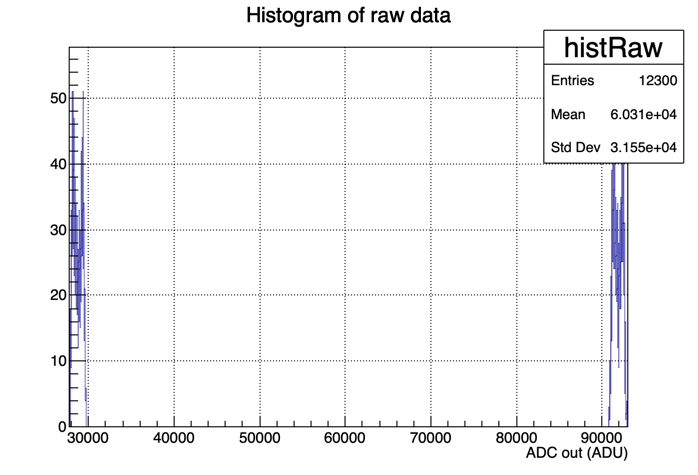 Histogram of raw data
histRaw
Entries 12300
Mean 6.031e+04
Std Dev 3.155e+04
50
40
30
20
10
0
30000 40000 50000 60000 70000 80000 90000
ADC out (ADU)